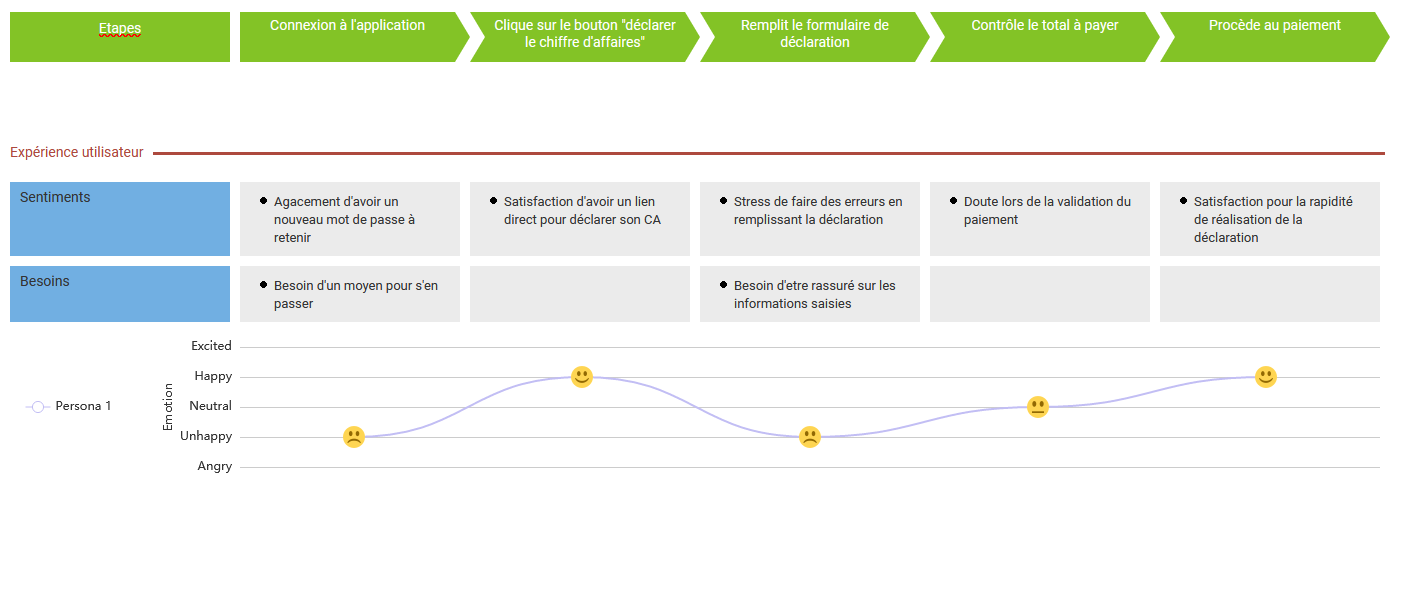 Etapes
Connexion à l'application
Clique sur le bouton "déclarer
le chiffre d'affaires"
Remplit le formulaire de
déclaration
Contrôle le total à payer
Procède au paiement
Expérience utilisateur
Sentiments
Agacement d'avoir un
nouveau mot de passe à
retenir
Satisfaction d'avoir un lien
direct pour déclarer son CA
Stress de faire des erreurs en
remplissant la déclaration
Doute lors de la validation du
paiement
Satisfaction pour la rapidité
de réalisation de la
déclaration
Besoins
Besoin d'un moyen pour s'en
passer
Besoin d'etre rassuré sur les
informations saisies
Persona 1
Emotion
Excited
Happy
Neutral
Unhappy
Angry